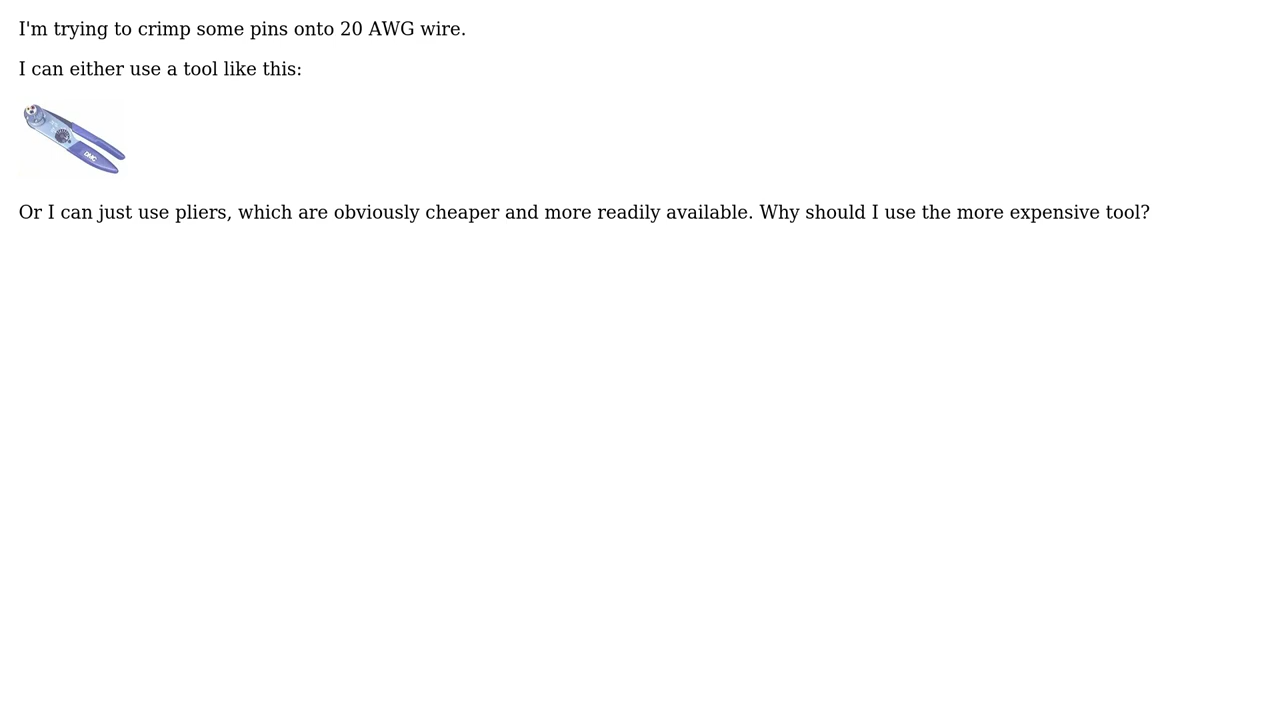 I'm trying to crimp some pins onto 20 AWG wire.
I can either use a tool like this:
DMC
Or I can just use pliers, which are obviously cheaper and more readily available. Why should I use the more expensive tool?